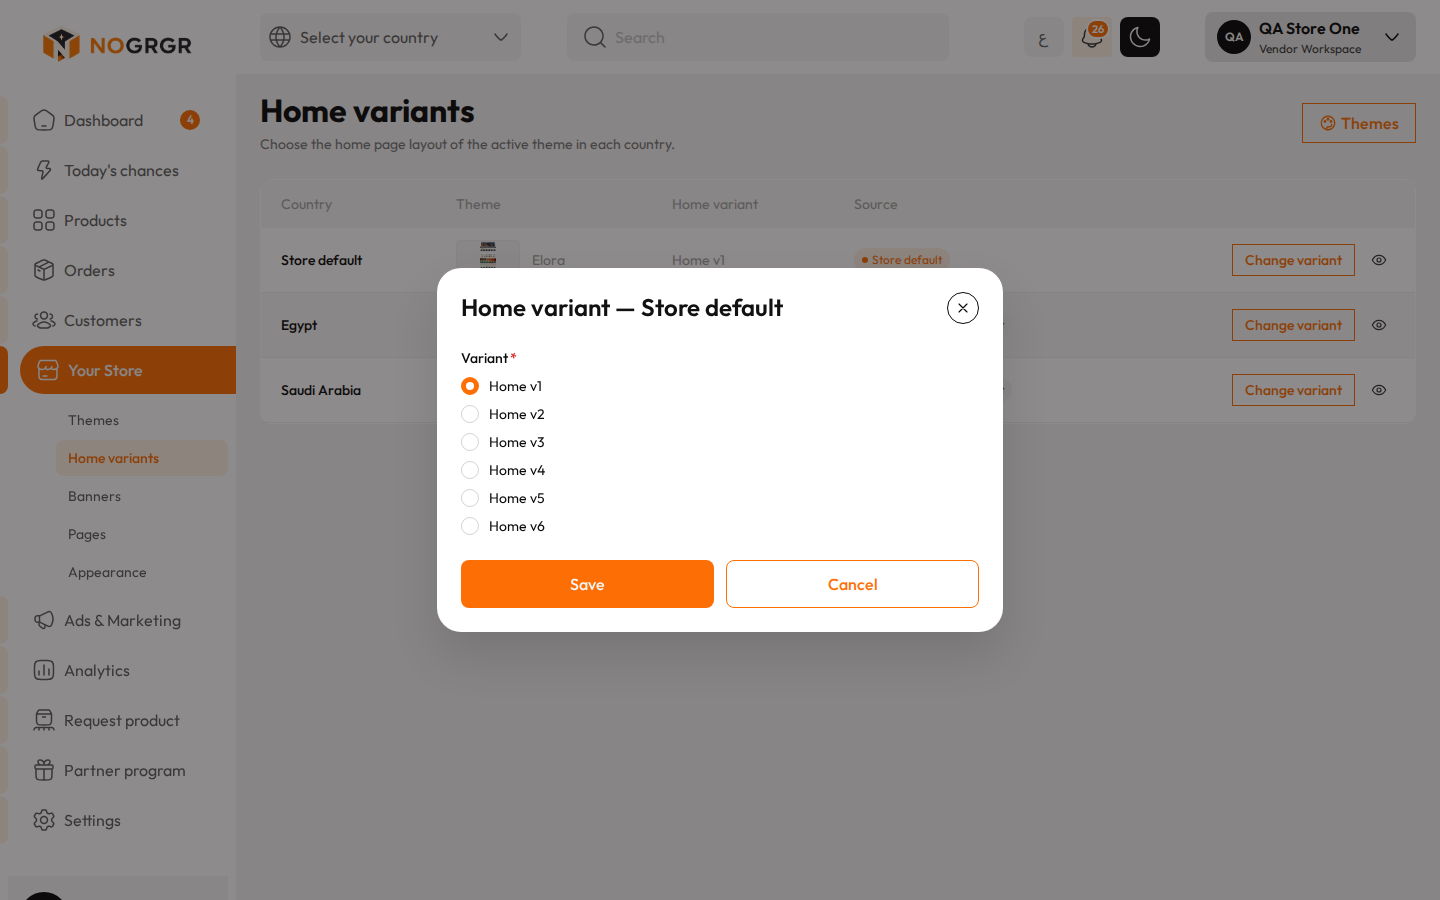 NOGRGR
Select your country
Search
ع
26
QA
QA Store One
Vendor Workspace
Dashboard
4
Today's chances
Products
Orders
Customers
Your Store
Themes
Home variants
Banners
Pages
Appearance
Ads & Marketing
Analytics
Request product
Partner program
Settings
Home variants
Choose the home page layout of the active theme in each country.
Themes
Country Theme Home variant Source
Store default Elora Home v1 Store default Change variant
Egypt Change variant
Saudi Arabia Change variant
Home variant — Store default
Variant *
Home v1
Home v2
Home v3
Home v4
Home v5
Home v6
Save
Cancel